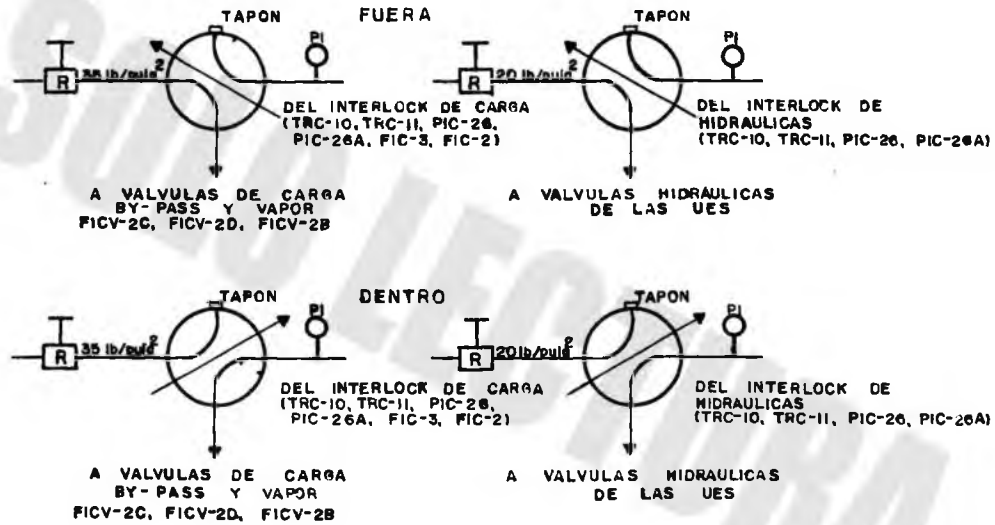 FUERA
TAPON
PI
R
35 lb/pulg²
DEL INTERLOCK DE CARGA
(TRC-10, TRC-11, PIC-26,
PIC-26A, FIC-3, FIC-2)
A VALVULAS DE CARGA
BY-PASS Y VAPOR
FICV-2C, FICV-2D, FICV-2B
TAPON
PI
R
20 lb/pulg²
DEL INTERLOCK DE
HIDRAULICAS
(TRC-10, TRC-11, PIC-26, PIC-26A)
A VALVULAS HIDRAULICAS
DE LAS UES
DENTRO
TAPON
PI
R
35 lb/pulg²
DEL INTERLOCK DE CARGA
(TRC-10, TRC-11, PIC-26,
PIC-26A, FIC-3, FIC-2)
A VALVULAS DE CARGA
BY-PASS Y VAPOR
FICV-2C, FICV-2D, FICV-2B
TAPON
PI
R
20 lb/pulg²
DEL INTERLOCK DE
HIDRAULICAS
(TRC-10, TRC-11, PIC-26, PIC-26A)
A VALVULAS HIDRAULICAS
DE LAS UES
SOLO LECTURA